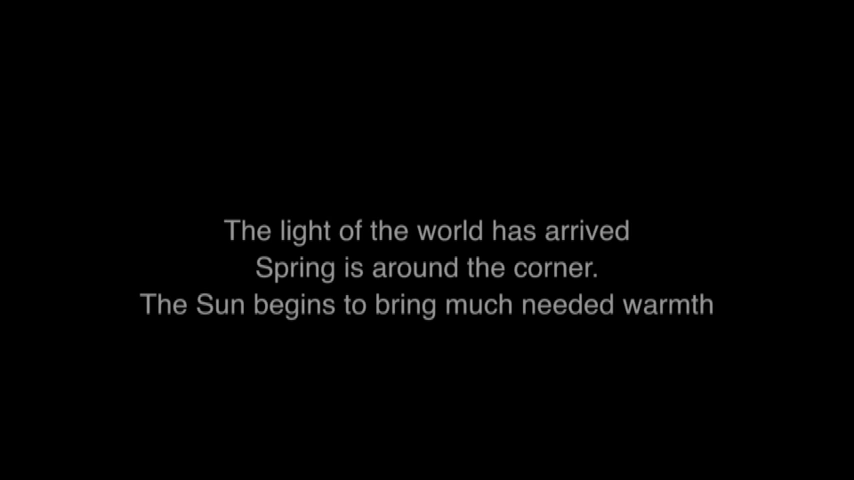 The light of the world has arrived
Spring is around the corner.
The Sun begins to bring much needed warmth